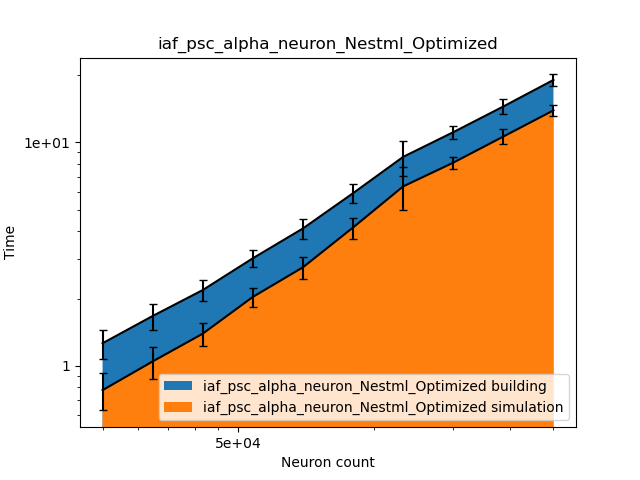 iaf_psc_alpha_neuron_Nestml_Optimized
1e+01
Time
1
iaf_psc_alpha_neuron_Nestml_Optimized building
iaf_psc_alpha_neuron_Nestml_Optimized simulation
5e+04
Neuron count